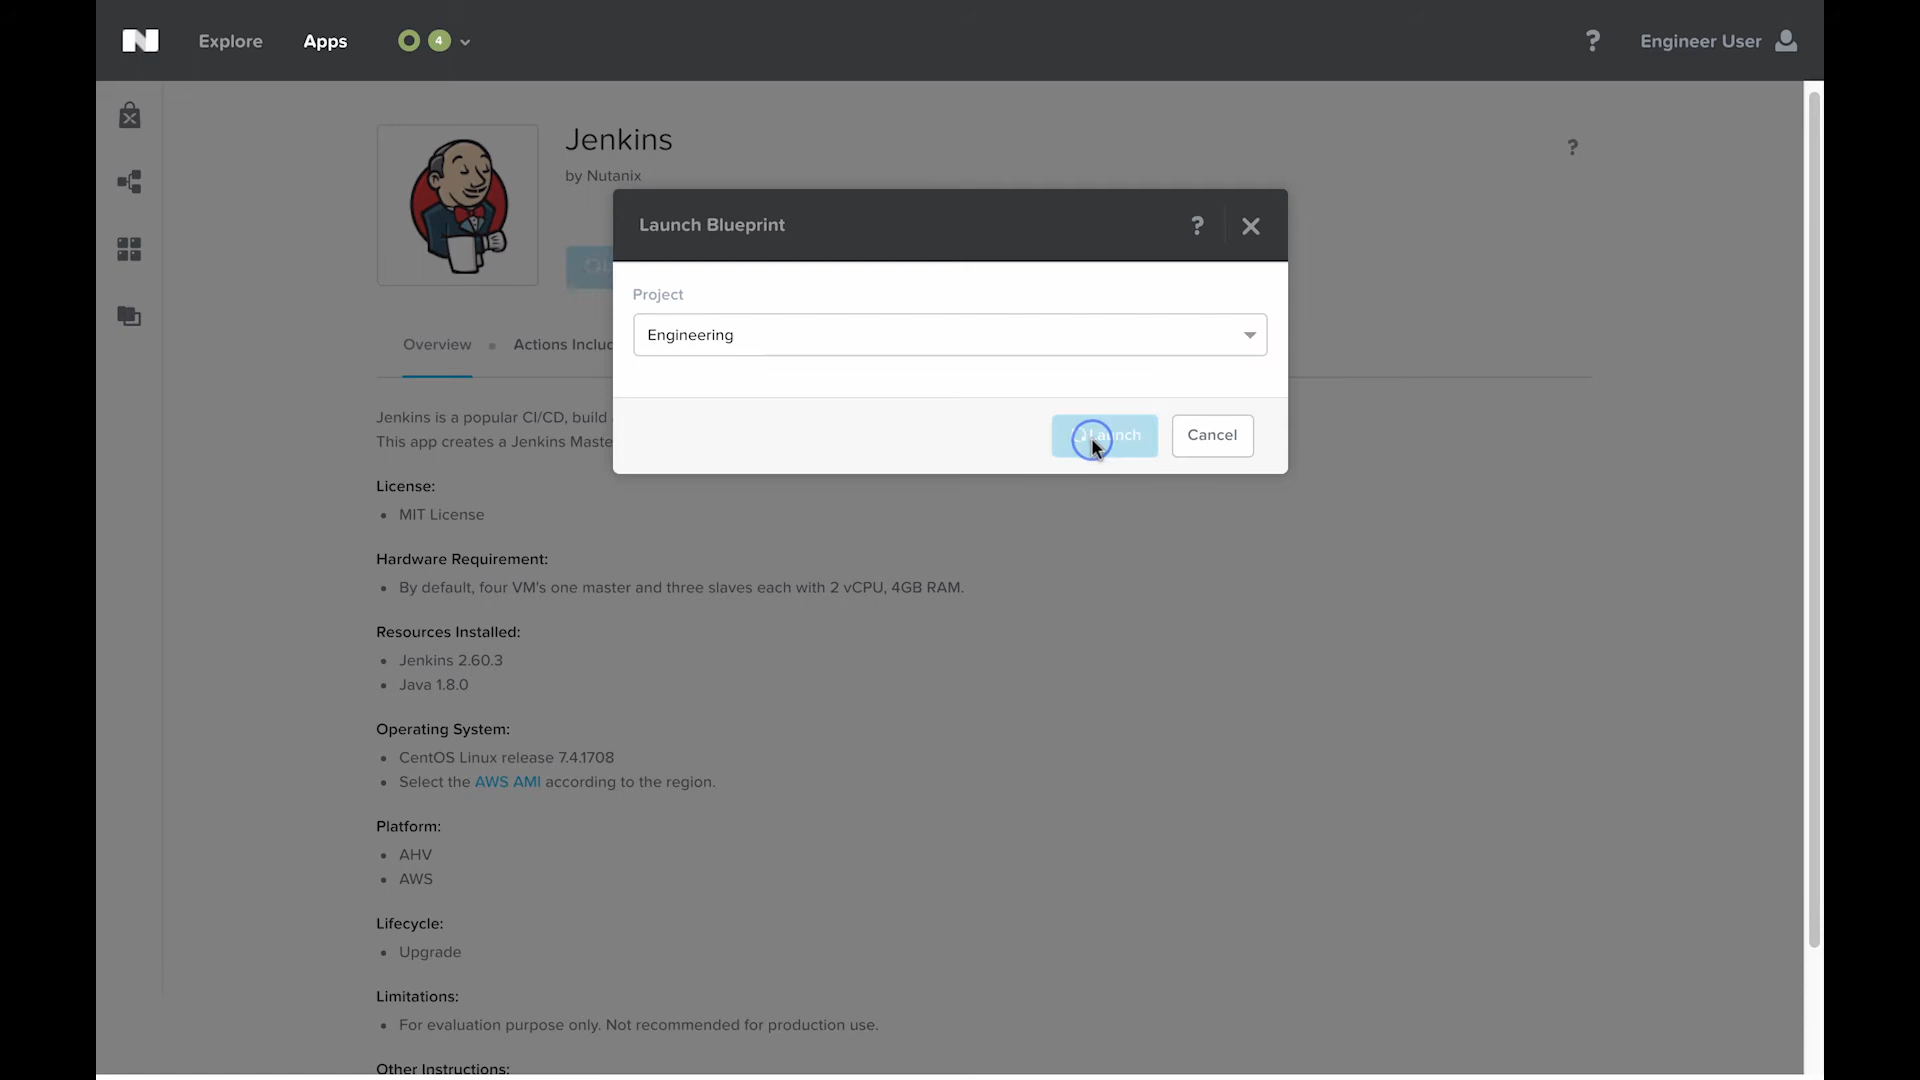 Explore
Apps
4
?
Engineer User
Jenkins
?
by Nutanix
Launch Blueprint
?
Project
Engineering
Overview
Actions Includ
Launch
Cancel
Jenkins is a popular CI/CD, build
This app creates a Jenkins Maste
License:
MIT License
Hardware Requirement:
By default, four VM's one master and three slaves each with 2 vCPU, 4GB RAM.
Resources Installed:
Jenkins 2.60.3
Java 1.8.0
Operating System:
CentOS Linux release 7.4.1708
Select the AWS AMI according to the region.
Platform:
AHV
AWS
Lifecycle:
Upgrade
Limitations:
For evaluation purpose only. Not recommended for production use.
Other Instructions: